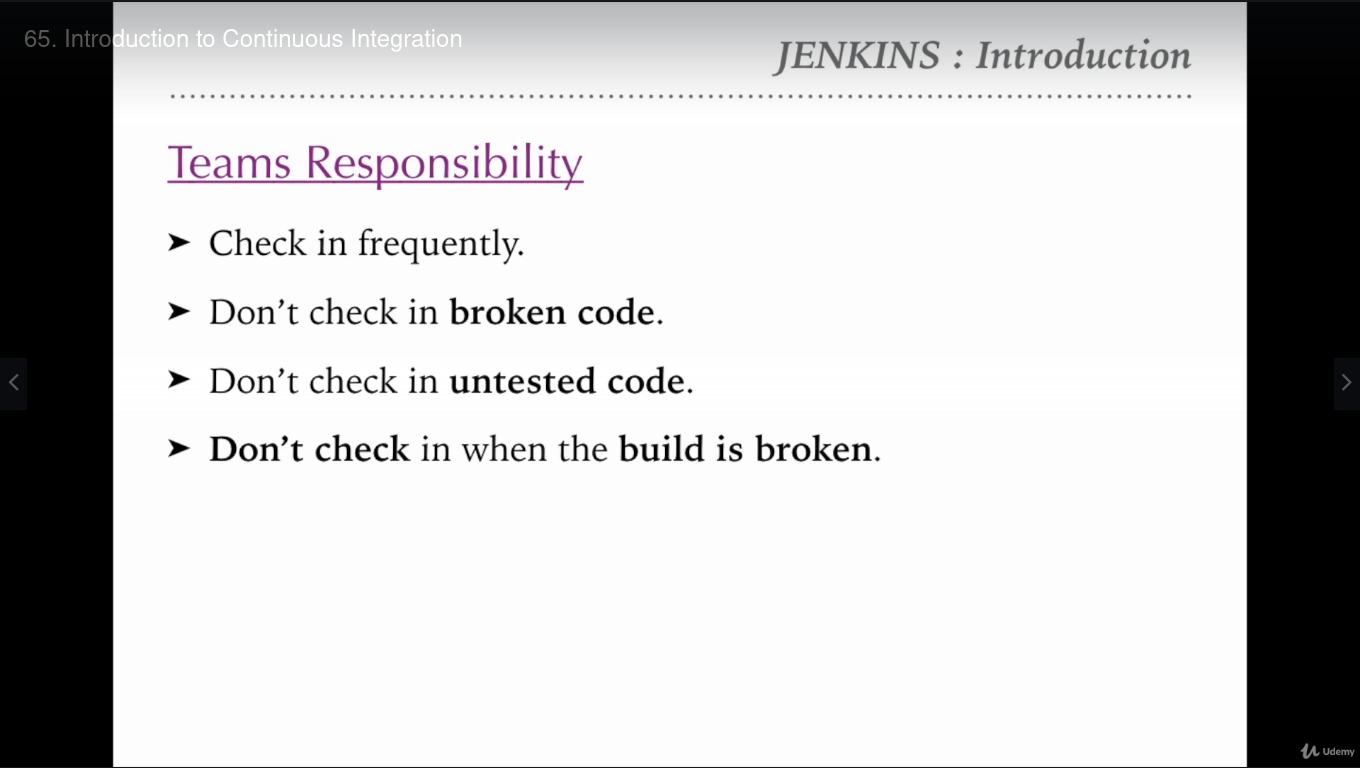 65. Introduction to Continuous Integration
JENKINS : Introduction
Teams Responsibility
➤ Check in frequently.
➤ Don’t check in broken code.
➤ Don’t check in untested code.
➤ Don’t check in when the build is broken.
Udemy